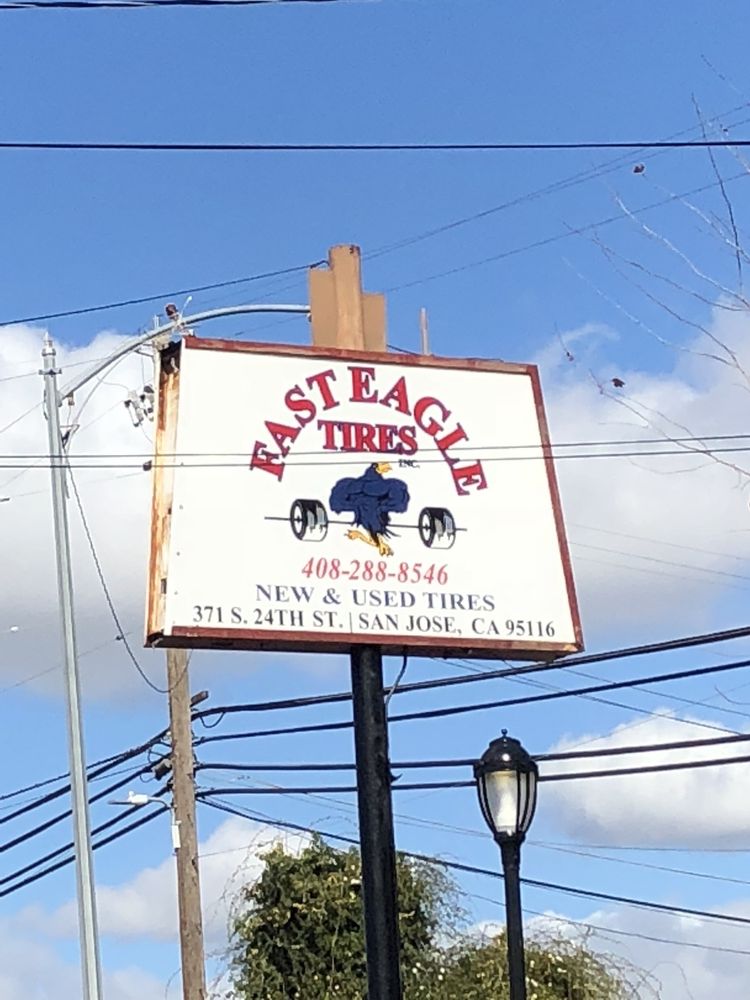 FAST EAGLE
TIRES
INC.
408-288-8546
NEW & USED TIRES
371 S. 24TH ST. | SAN JOSE, CA 95116